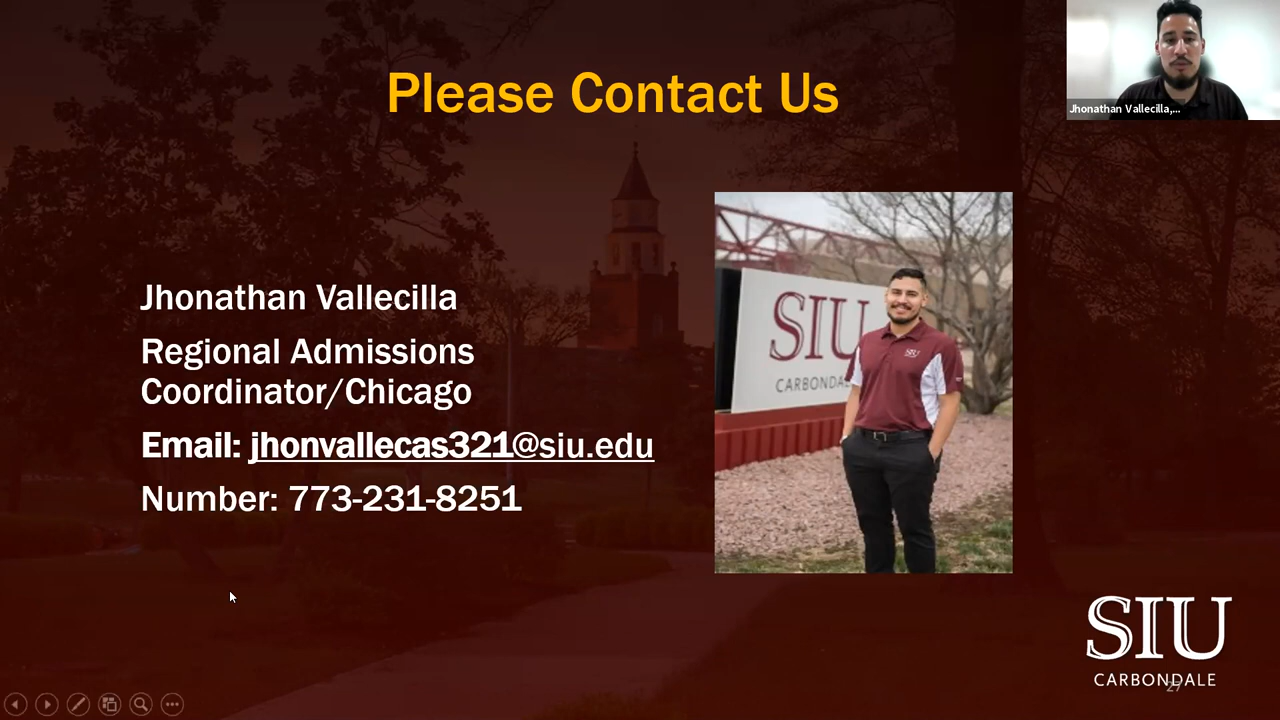 Please Contact Us
Jhonathan Vallecilla,...
Jhonathan Vallecilla
Regional Admissions
Coordinator/Chicago
Email: jhonvallecas321@siu.edu
Number: 773-231-8251
SIU
CARBONDALE
SIU
CARBONDALE
27